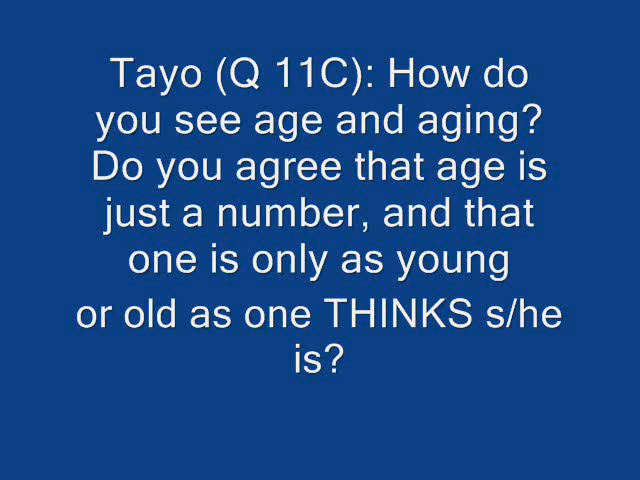 Tayo (Q 11C): How do
you see age and aging?
Do you agree that age is
just a number, and that
one is only as young
or old as one THINKS s/he
is?